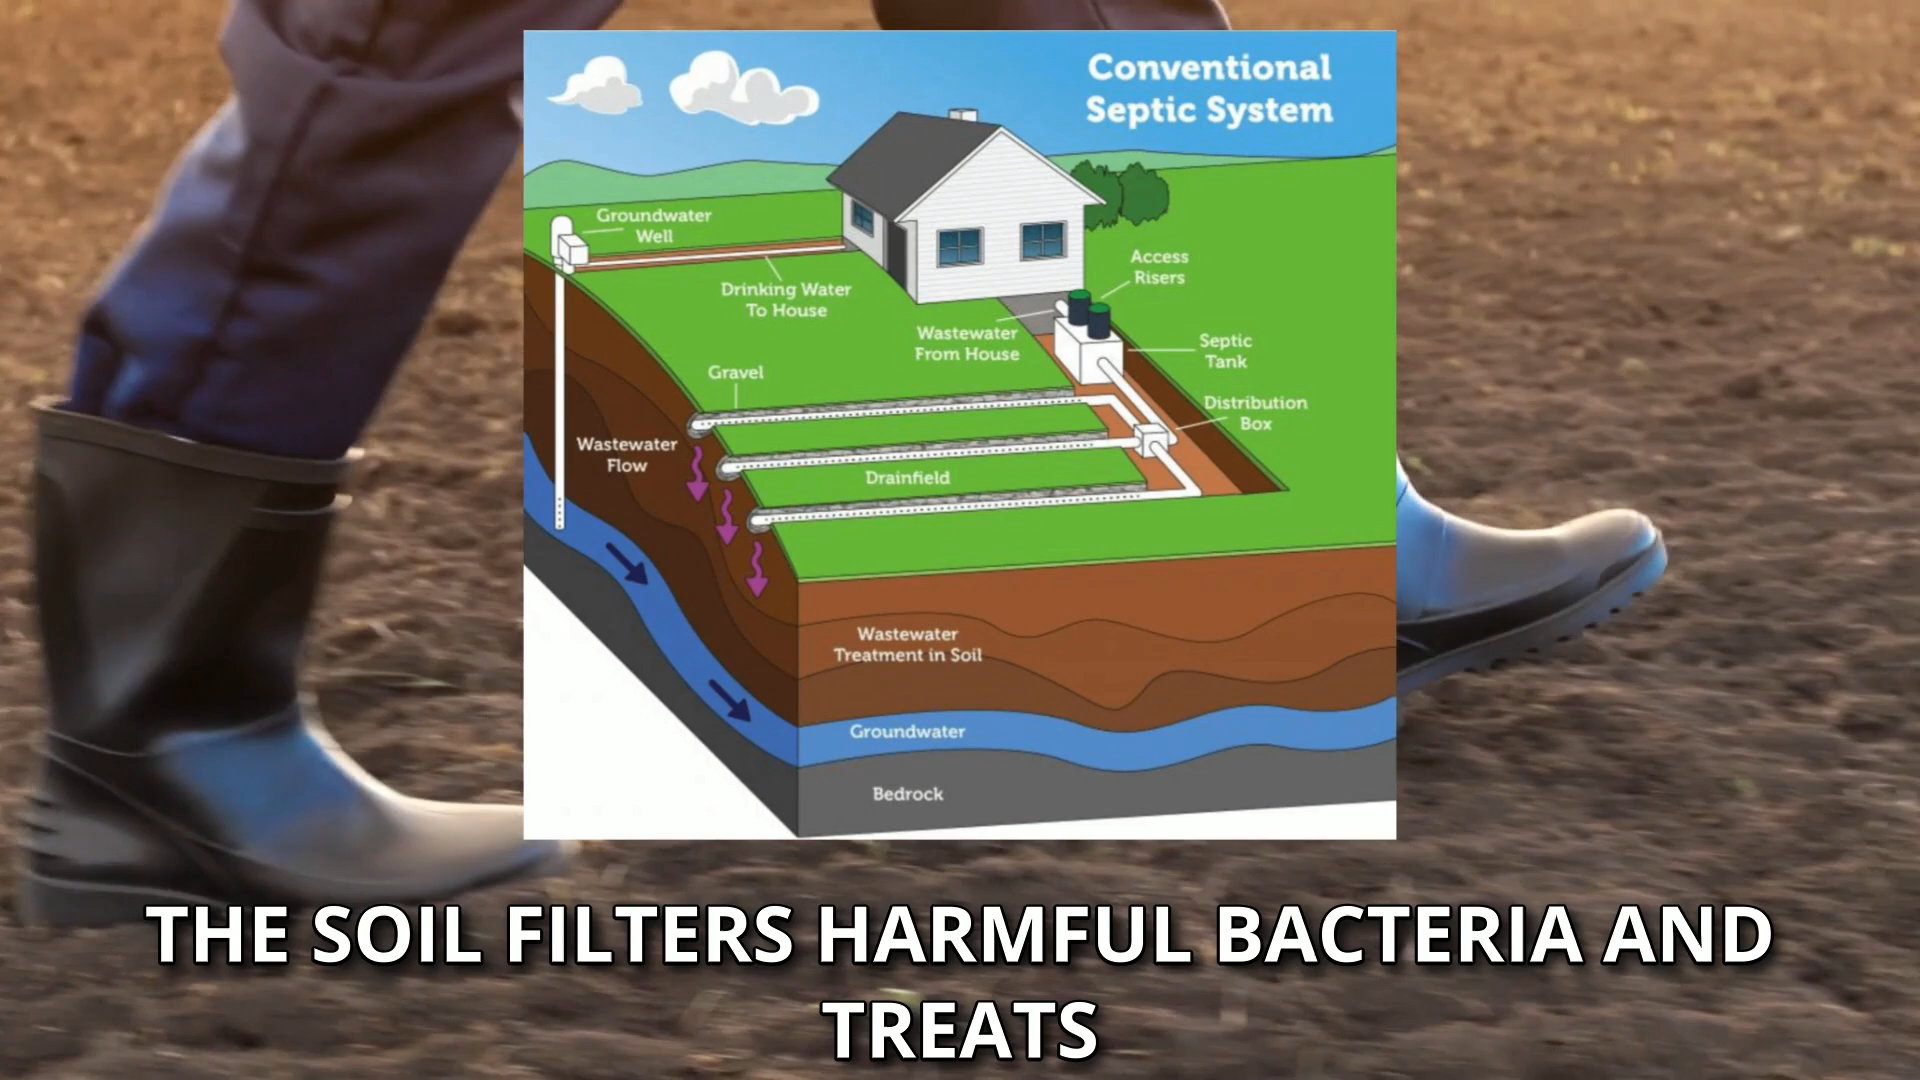 Conventional
Septic System
Groundwater
Well
Access
Risers
Drinking Water
To House
Wastewater
From House
Septic
Tank
Gravel
Distribution
Box
Wastewater
Flow
Drainfield
Wastewater
Treatment in Soil
Groundwater
Bedrock
THE SOIL FILTERS HARMFUL BACTERIA AND
TREATS